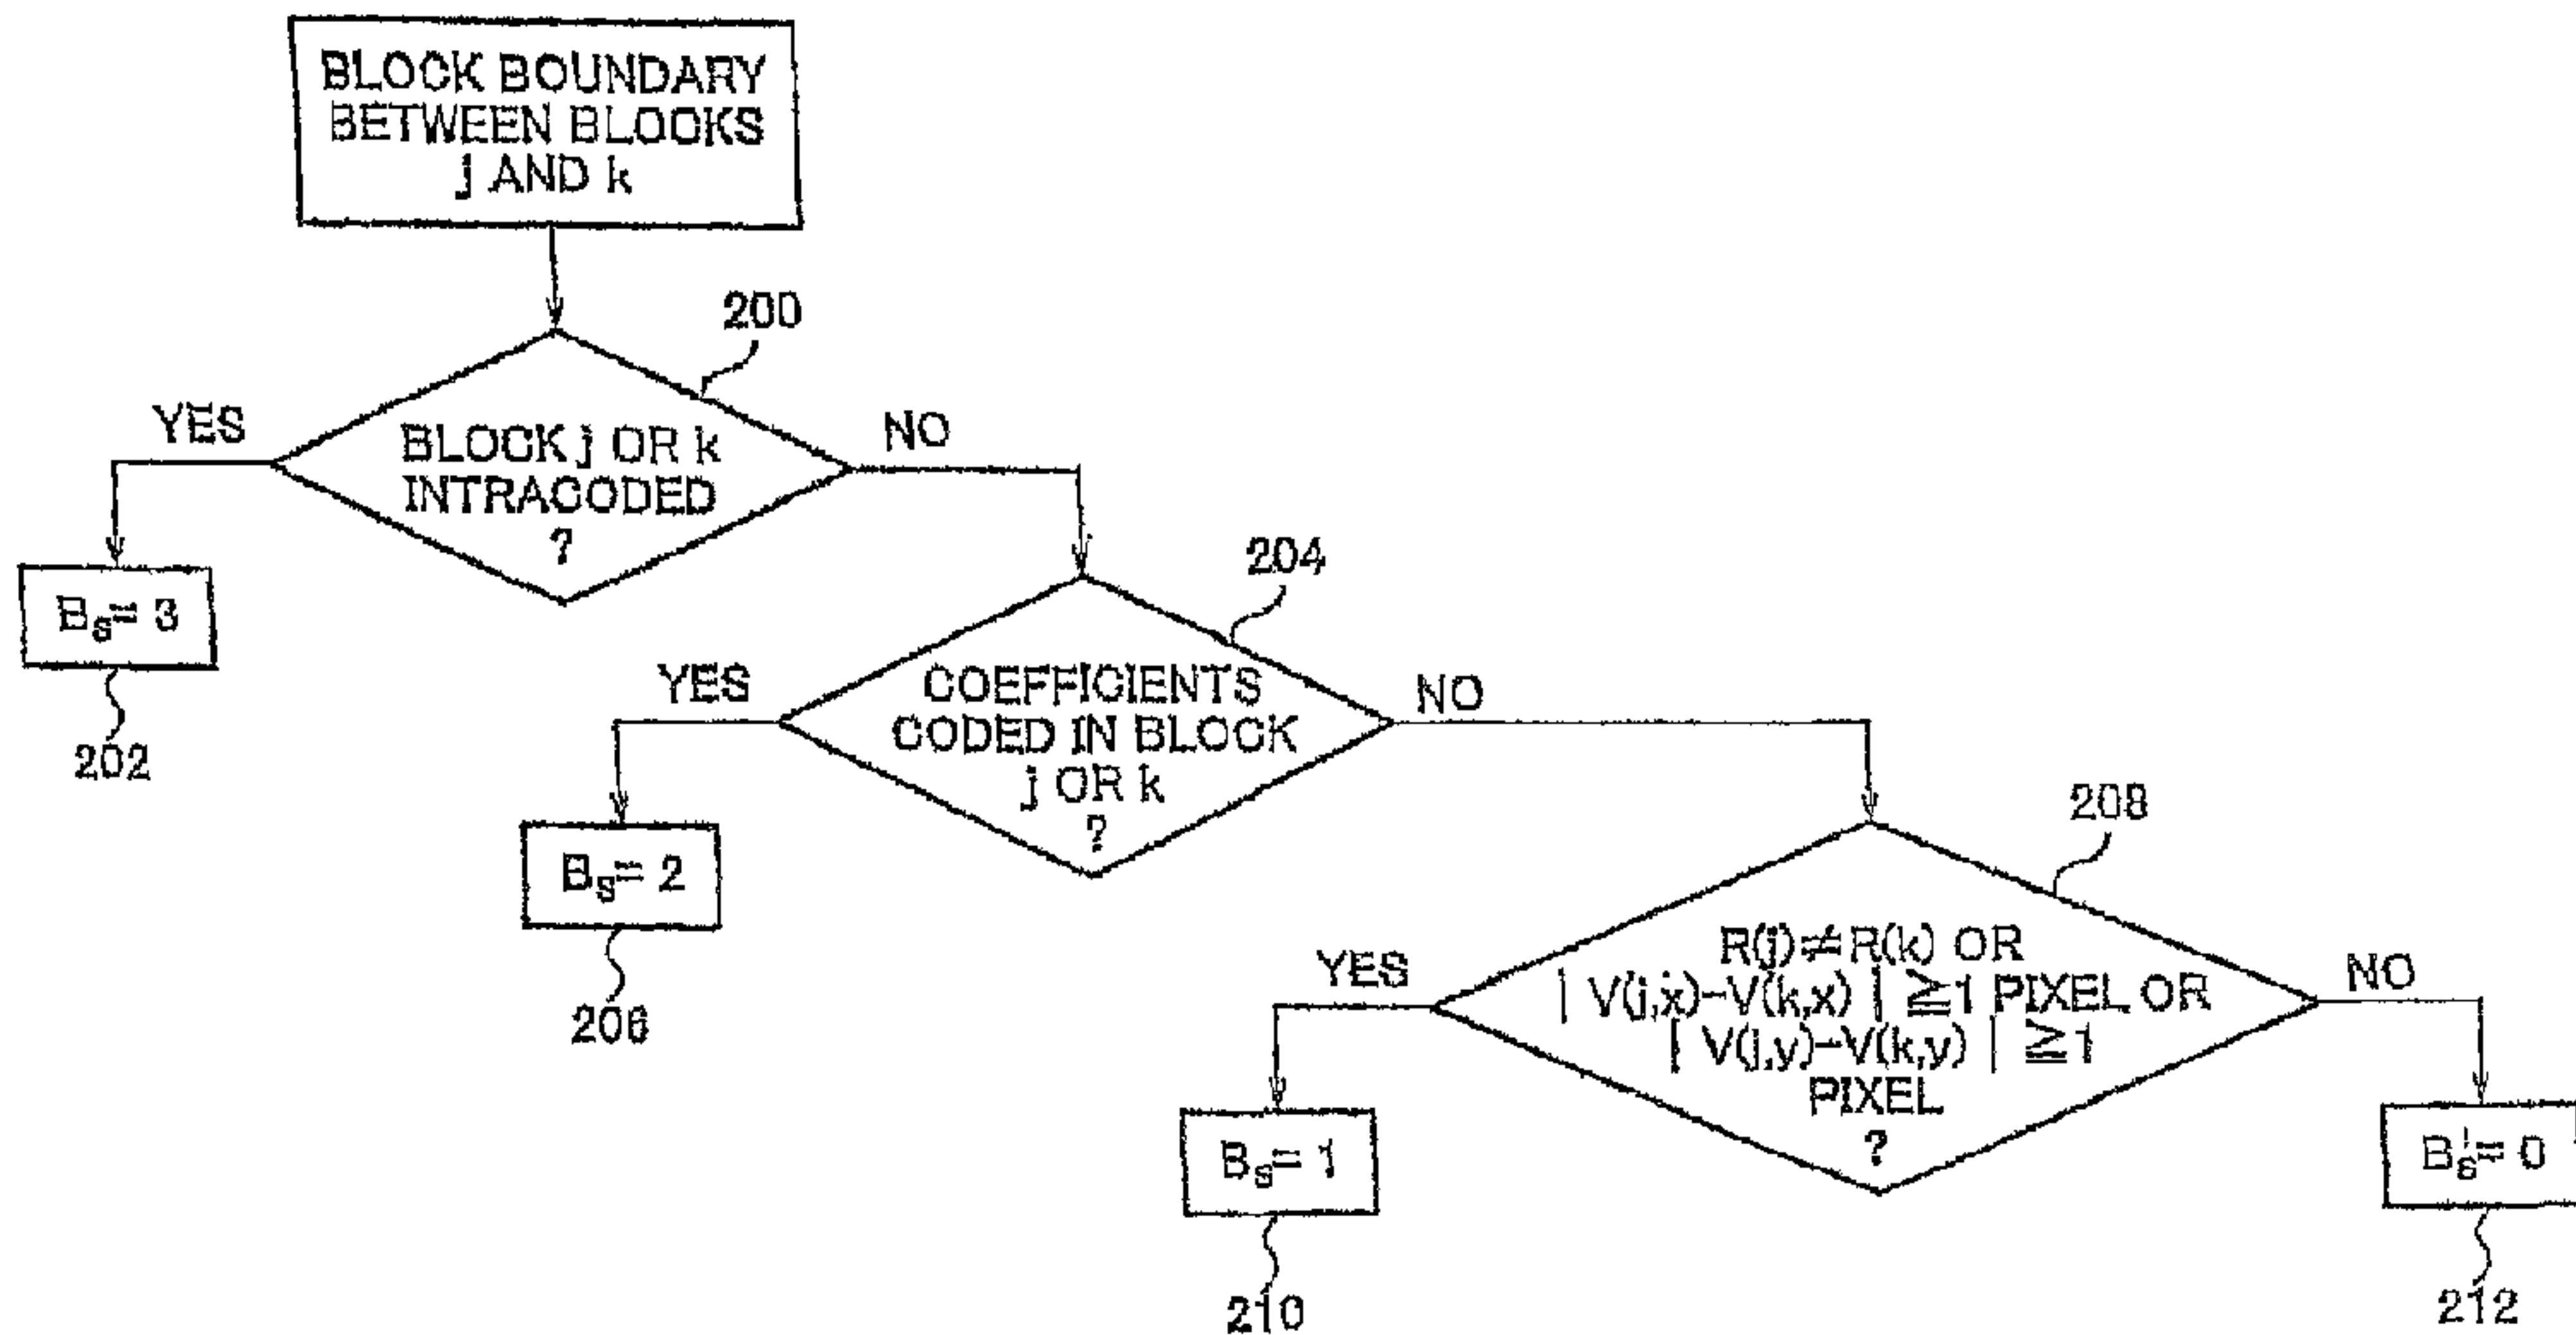 BLOCK BOUNDARY
BETWEEN BLOCKS
j AND k
200
YES
NO
BLOCK j OR k
INTRACODED
?
Bs= 3
202
204
YES
NO
COEFFICIENTS
CODED IN BLOCK
j OR k
?
Bs= 2
206
208
YES
NO
R(j)≠R(k) OR
| V(j,x)-V(k,x) | ≧1 PIXEL OR
| V(j,y)-V(k,y) | ≧1
PIXEL
?
Bs= 1
210
Bs= 0
212